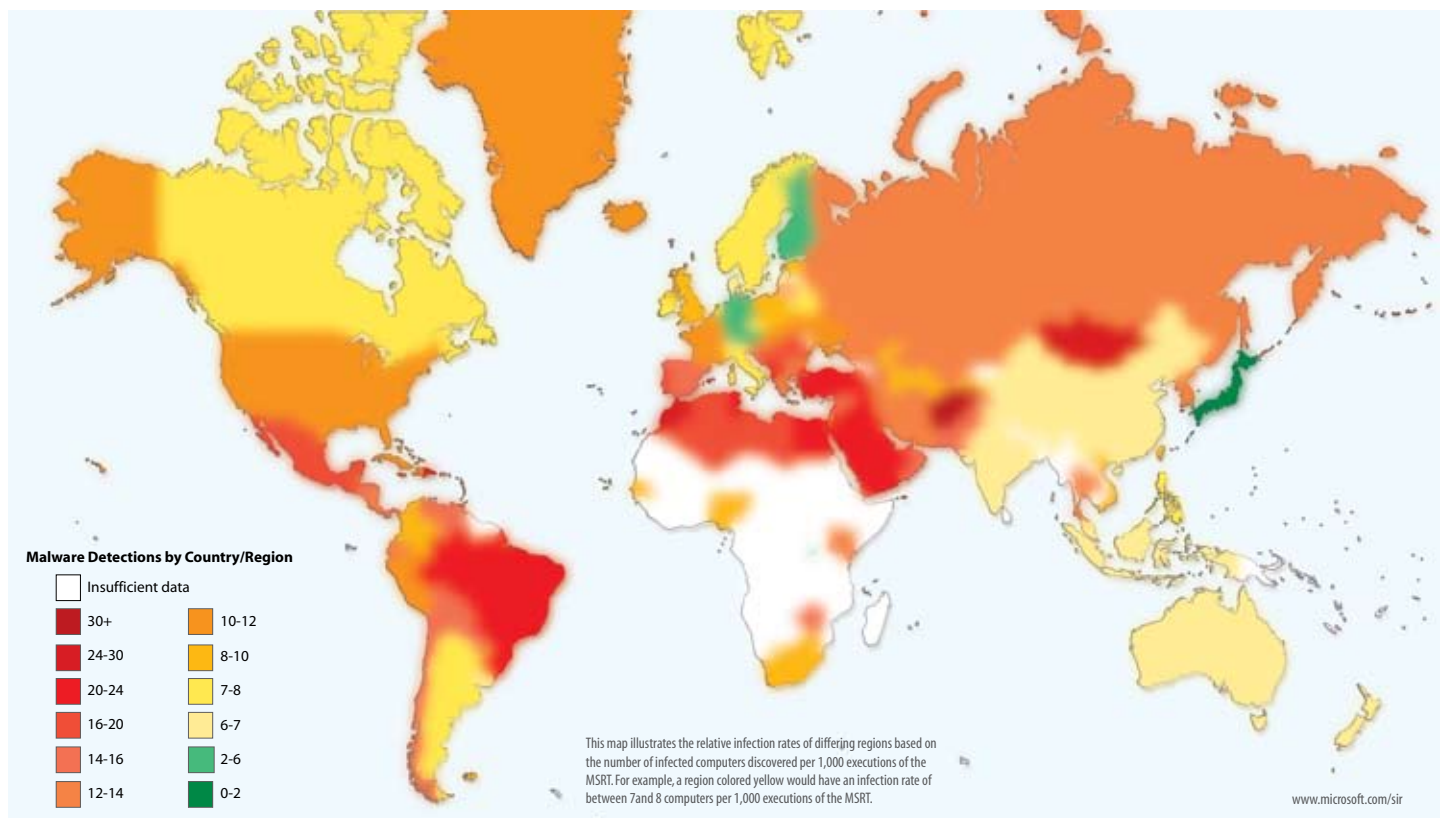 Malware Detections by Country/Region
Insufficient data
30+
24-30
20-24
16-20
14-16
12-14
10-12
8-10
7-8
6-7
2-6
0-2
This map illustrates the relative infection rates of differing regions based on
the number of infected computers discovered per 1,000 executions of the
MSRT. For example, a region colored yellow would have an infection rate of
between 7and 8 computers per 1,000 executions of the MSRT.
www.microsoft.com/sir